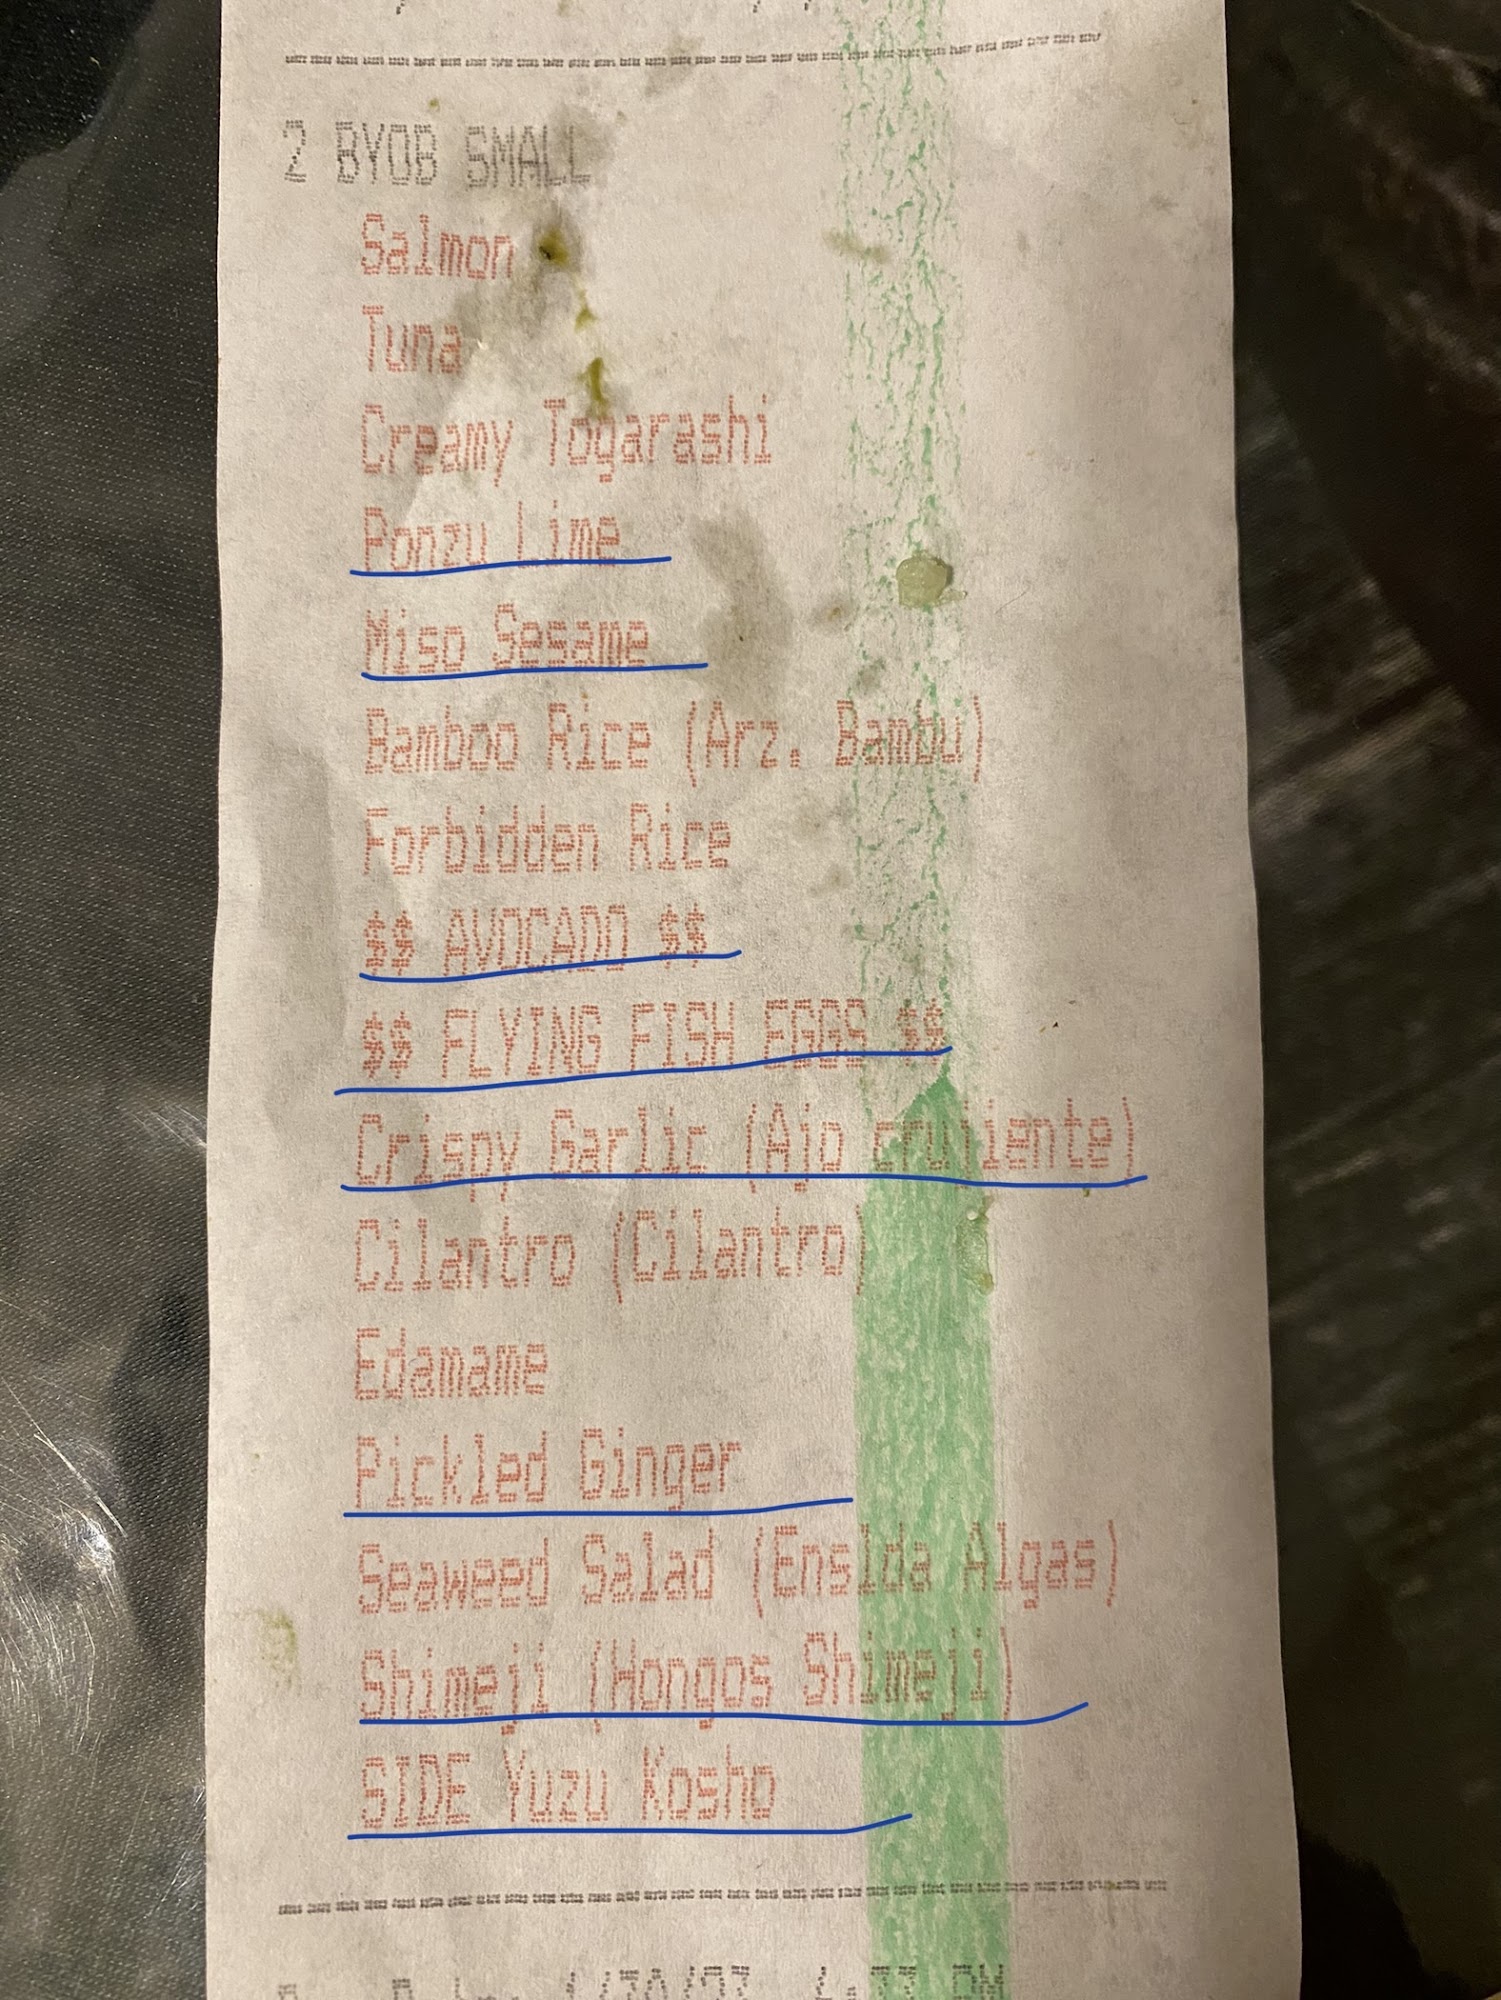 2 BYOB SMALL
Salmon
Tuna
Creamy Togarashi
Ponzu Lime
Miso Sesame
Bamboo Rice (Arz. Bambu)
Forbidden Rice
$$ AVOCADO $$
$$ FLYING FISH EGGS $$
Crispy Garlic (Ajo crujiente)
Cilantro (Cilantro)
Edamame
Pickled Ginger
Seaweed Salad (Enslda Algas)
Shimeji (Hongos Shimeji)
SIDE Yuzu Kosho